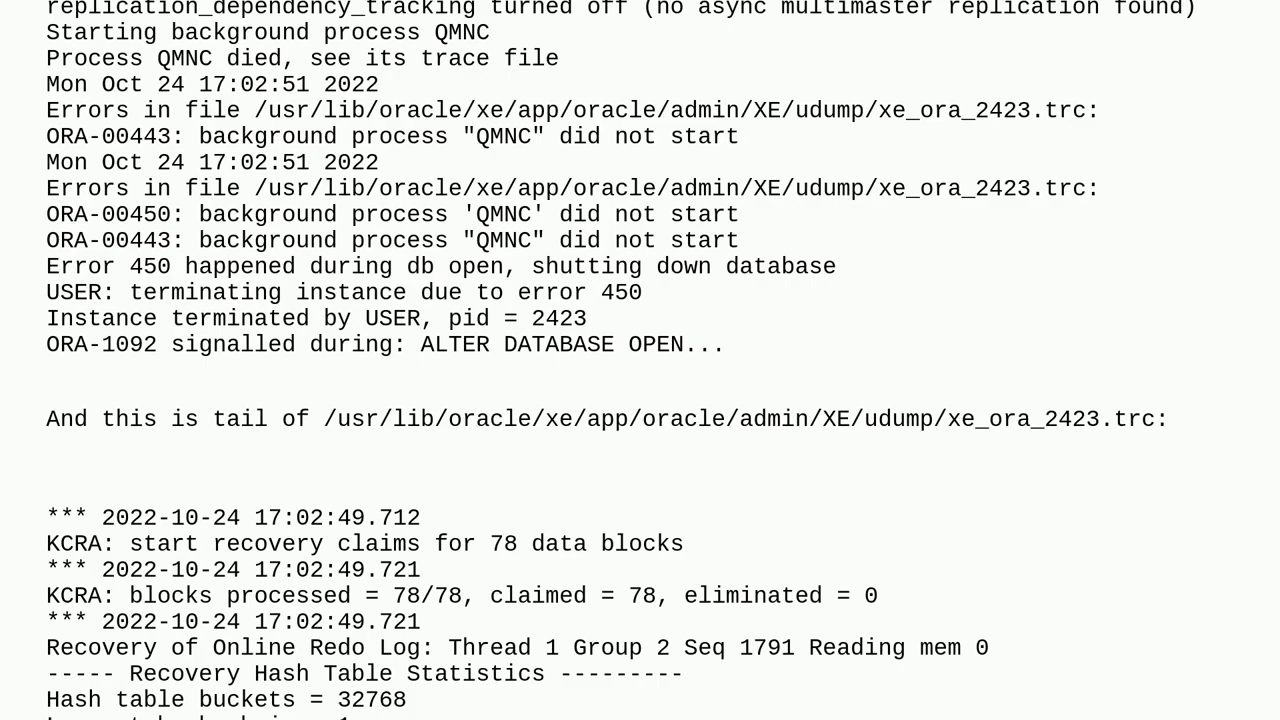 replication_dependency_tracking turned off (no async multimaster replication found)
Starting background process QMNC
Process QMNC died, see its trace file
Mon Oct 24 17:02:51 2022
Errors in file /usr/lib/oracle/xe/app/oracle/admin/XE/udump/xe_ora_2423.trc:
ORA-00443: background process "QMNC" did not start
Mon Oct 24 17:02:51 2022
Errors in file /usr/lib/oracle/xe/app/oracle/admin/XE/udump/xe_ora_2423.trc:
ORA-00450: background process 'QMNC' did not start
ORA-00443: background process "QMNC" did not start
Error 450 happened during db open, shutting down database
USER: terminating instance due to error 450
Instance terminated by USER, pid = 2423
ORA-1092 signalled during: ALTER DATABASE OPEN...
And this is tail of /usr/lib/oracle/xe/app/oracle/admin/XE/udump/xe_ora_2423.trc:
*** 2022-10-24 17:02:49.712
KCRA: start recovery claims for 78 data blocks
*** 2022-10-24 17:02:49.721
KCRA: blocks processed = 78/78, claimed = 78, eliminated = 0
*** 2022-10-24 17:02:49.721
Recovery of Online Redo Log: Thread 1 Group 2 Seq 1791 Reading mem 0
----- Recovery Hash Table Statistics ---------
Hash table buckets = 32768